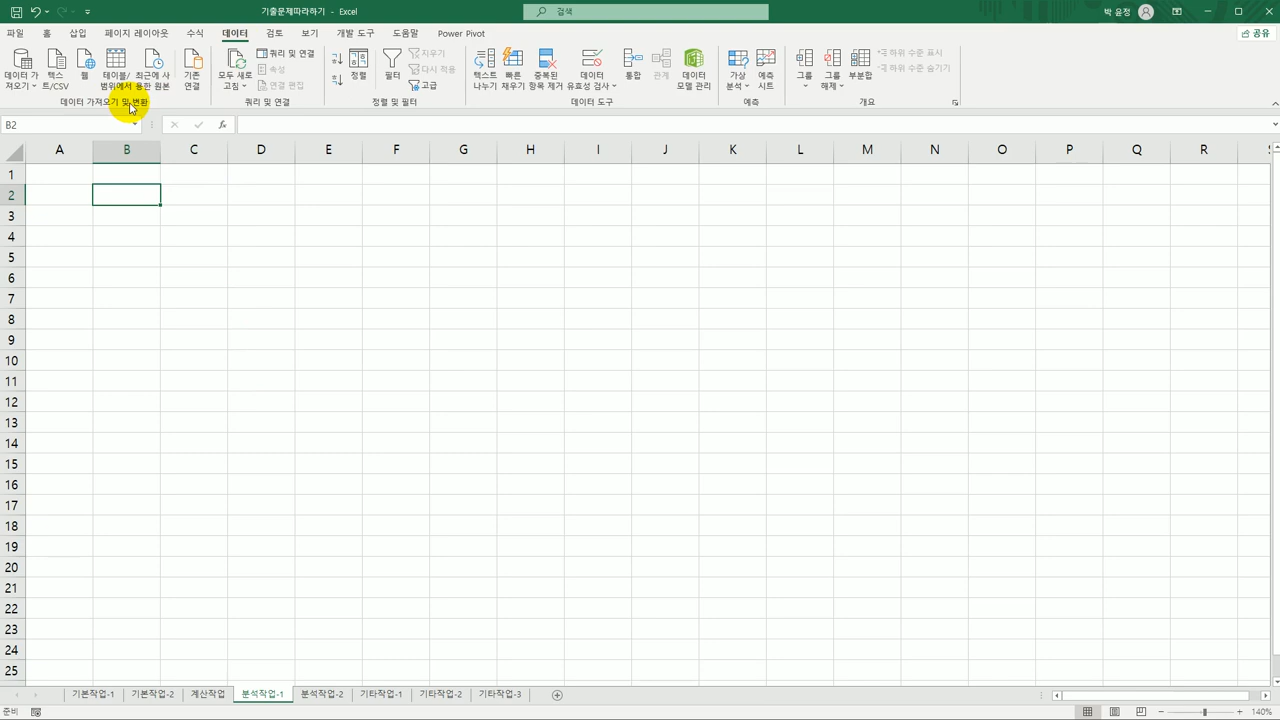 기출문제따라하기 - Excel
검색
박 윤정
파일 홈 삽입 페이지 레이아웃 수식 데이터 검토 보기 개발 도구 도움말 Power Pivot
공유
데이터 가
져오기
텍스
트/CSV
웹
테이블/
범위에서
최근에 사
용한 원본
기존
연결
데이터 가져오기 및 변환
모두 새로
고침
쿼리 및 연결
속성
연결 편집
쿼리 및 연결
정렬
필터
지우기
다시 적용
고급
정렬 및 필터
텍스트
나누기
빠른
채우기
중복된
항목 제거
데이터
유효성 검사
통합
관계
데이터
모델 관리
데이터 도구
가상
분석
예측
시트
예측
그룹
그룹
해제
부분합
하위 수준 표시
하위 수준 숨기기
개요
B2
fx
A B C D E F G H I J K L M N O P Q R
1
2
3
4
5
6
7
8
9
10
11
12
13
14
15
16
17
18
19
20
21
22
23
24
25
기본작업-1 기본작업-2 계산작업 분석작업-1 분석작업-2 기타작업-1 기타작업-2 기타작업-3
준비
140%